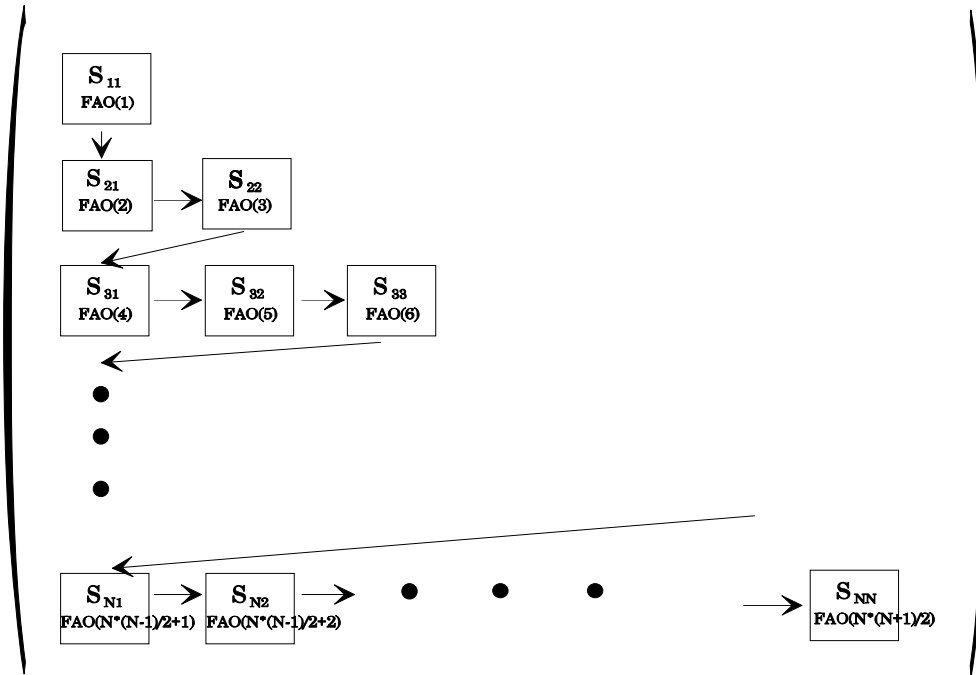 S11
FAO(1)
S21
FAO(2)
S22
FAO(3)
S31
FAO(4)
S32
FAO(5)
S33
FAO(6)
SN1
FAO(N*(N-1)/2+1)
SN2
FAO(N*(N-1)/2+2)
SNN
FAO(N*(N+1)/2)